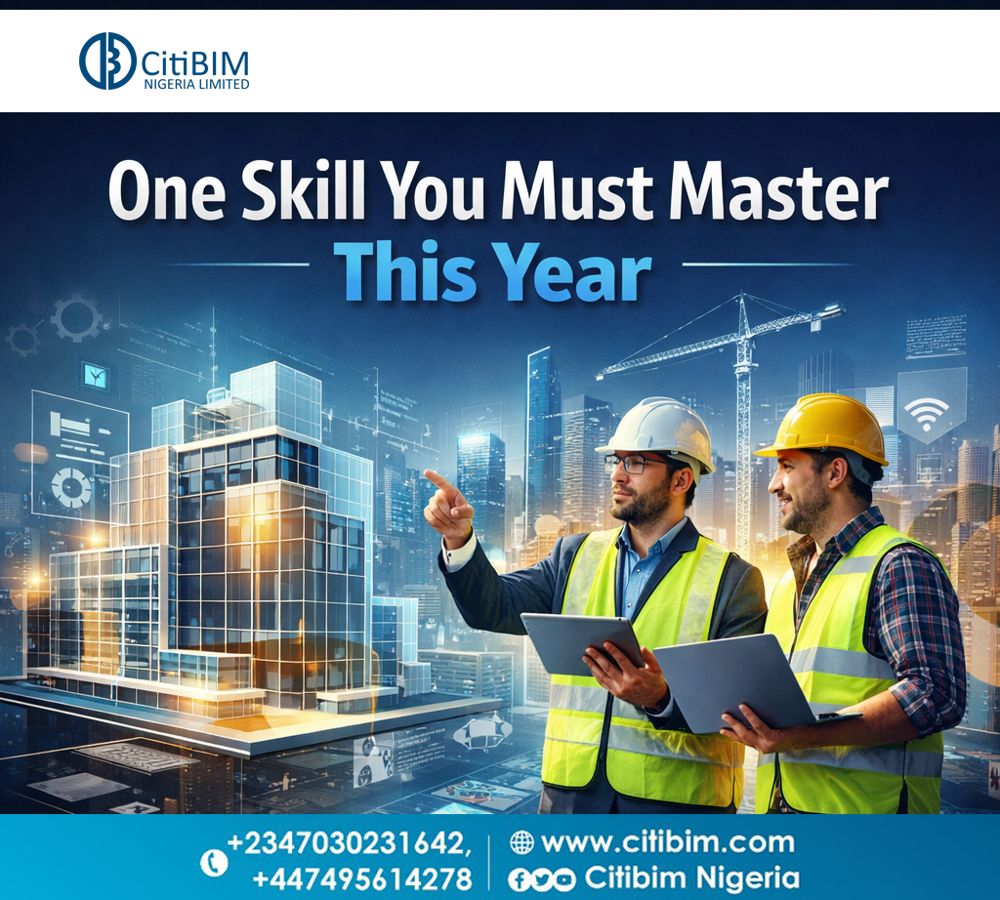 CitiBIM
NIGERIA LIMITED
One Skill You Must Master
This Year
+2347030231642,
+447495614278
www.citibim.com
Citibim Nigeria